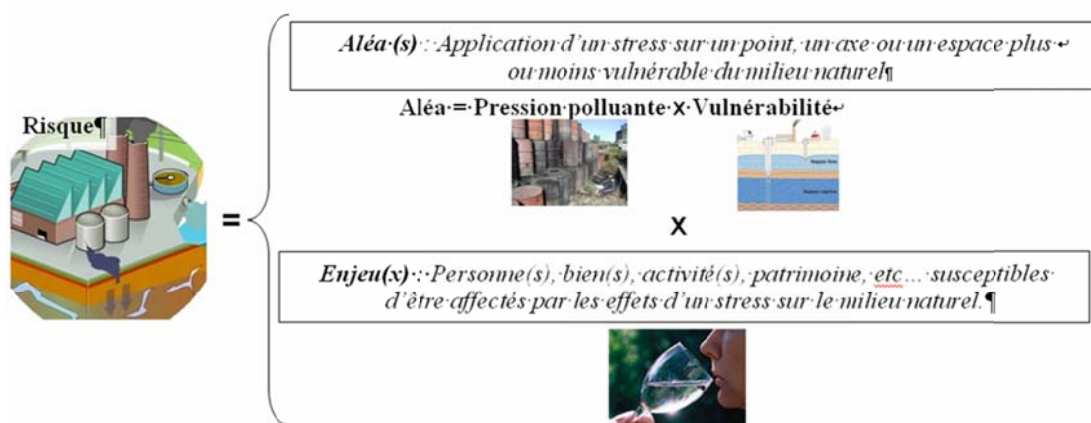 Aléa (s) : Application d'un stress sur un point, un axe ou un espace plus
ou moins vulnérable du milieu naturel¶
Aléa = Pression polluante x Vulnérabilité
Risque¶
=
x
Enjeu(x) : Personne(s), bien(s), activité(s), patrimoine, etc… susceptibles
d'être affectés par les effets d'un stress sur le milieu naturel.¶